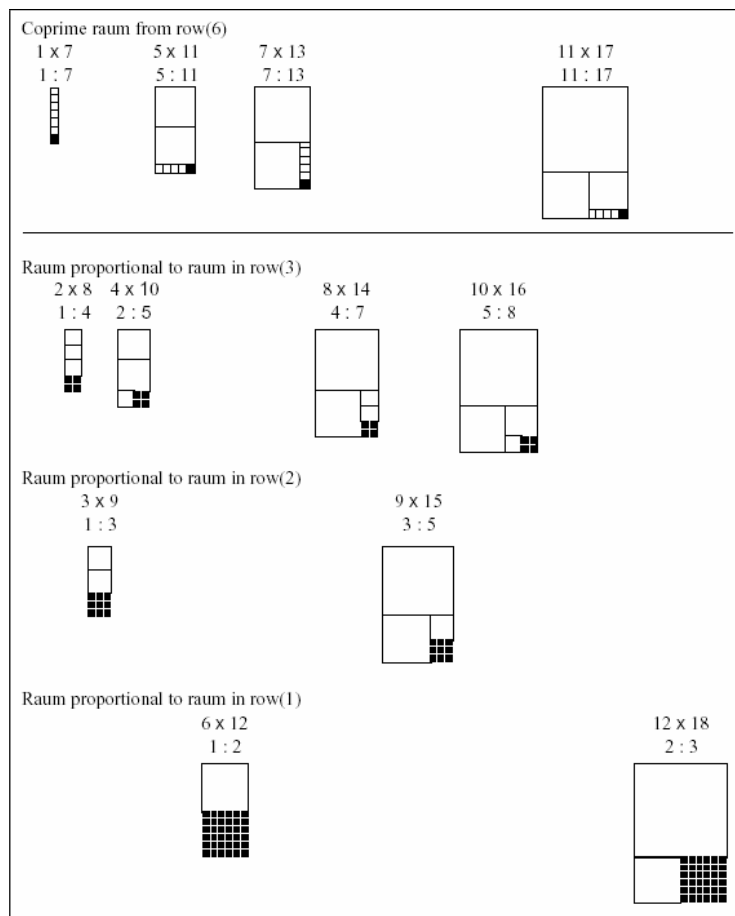 Coprime raum from row(6)
1 x 7 5 x 11 7 x 13 11 x 17
1 : 7 5 : 11 7 : 13 11 : 17
Raum proportional to raum in row(3)
2 x 8 4 x 10 8 x 14 10 x 16
1 : 4 2 : 5 4 : 7 5 : 8
Raum proportional to raum in row(2)
3 x 9 9 x 15
1 : 3 3 : 5
Raum proportional to raum in row(1)
6 x 12 12 x 18
1 : 2 2 : 3